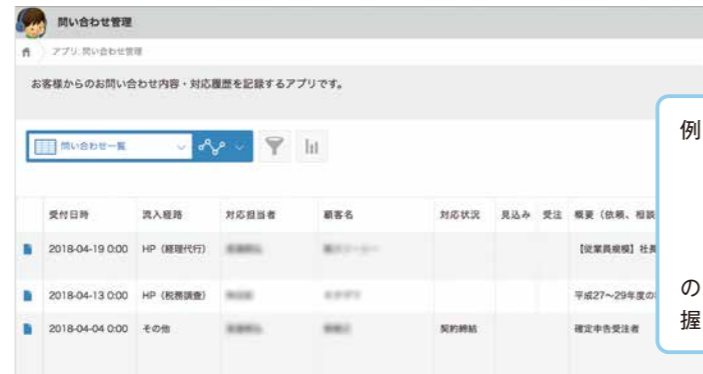 問い合わせ管理
アプリ: 問い合わせ管理
お客様からのお問い合わせ内容・対応履歴を記録するアプリです。
問い合わせ一覧
受付日時 流入経路 対応担当者 顧客名 対応状況 見込み 受注 概要（依頼、相談
2018-04-19 0:00 HP（経理代行） 【従業員規模】社長
2018-04-13 0:00 HP（税務調査） 平成27～29年度の
2018-04-04 0:00 その他 契約締結 確定申告受注者
例
の
握